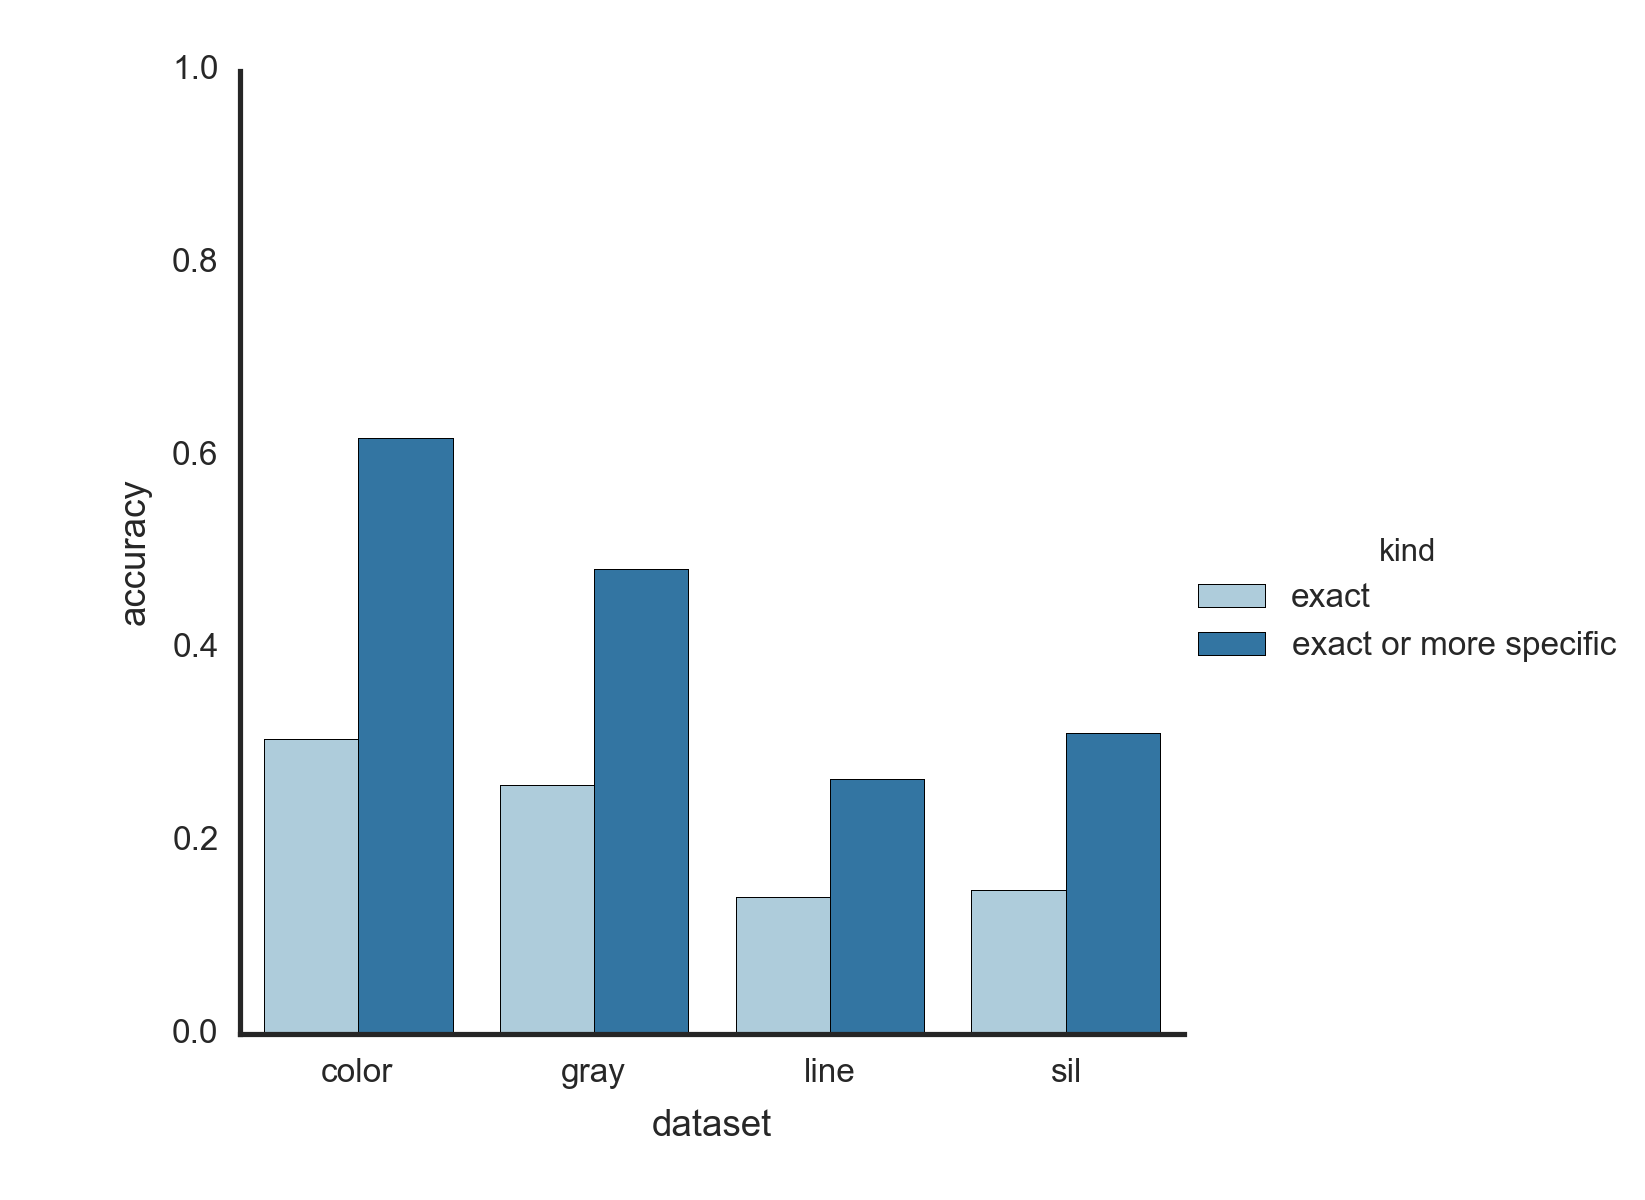 1.0
0.8
0.6
0.4
0.2
0.0
accuracy
color gray line sil
dataset
kind
exact
exact or more specific